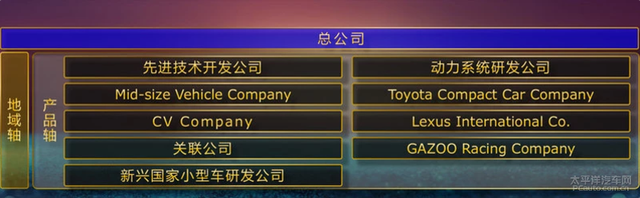 总公司
地域轴
产品轴
先进技术开发公司
动力系统研发公司
Mid-size Vehicle Company
Toyota Compact Car Company
CV Company
Lexus International Co.
关联公司
GAZOO Racing Company
新兴国家小型车研发公司
太平洋汽车网
PCauto.com.cn